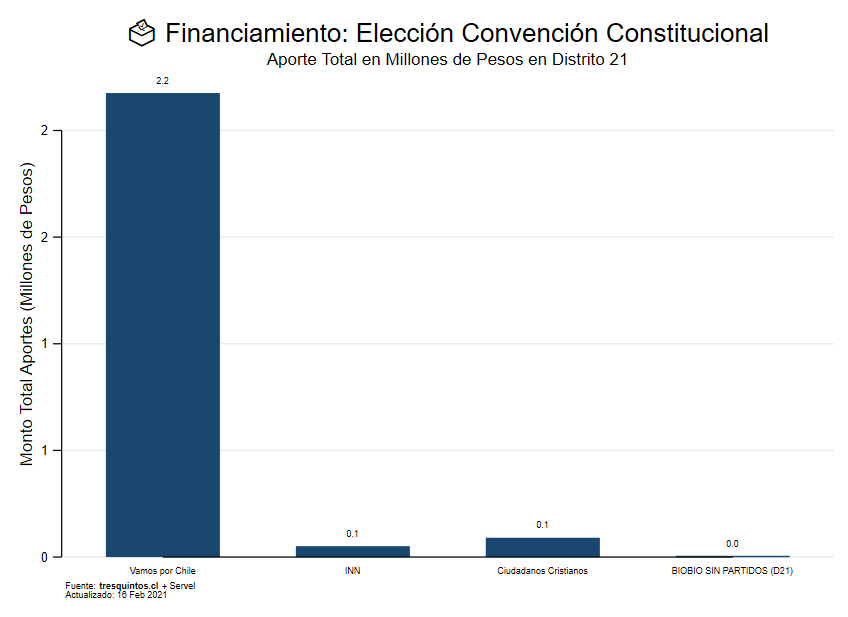 Financiamiento: Elección Convención Constitucional
Aporte Total en Millones de Pesos en Distrito 21
Monto Total Aportes (Millones de Pesos)
2
2
1
1
0
2.2
0.1
0.1
0.0
Vamos por Chile
INN
Ciudadanos Cristianos
BIOBIO SIN PARTIDOS (D21)
Fuente: tresquintos.cl + Servel
Actualizado: 16 Feb 2021